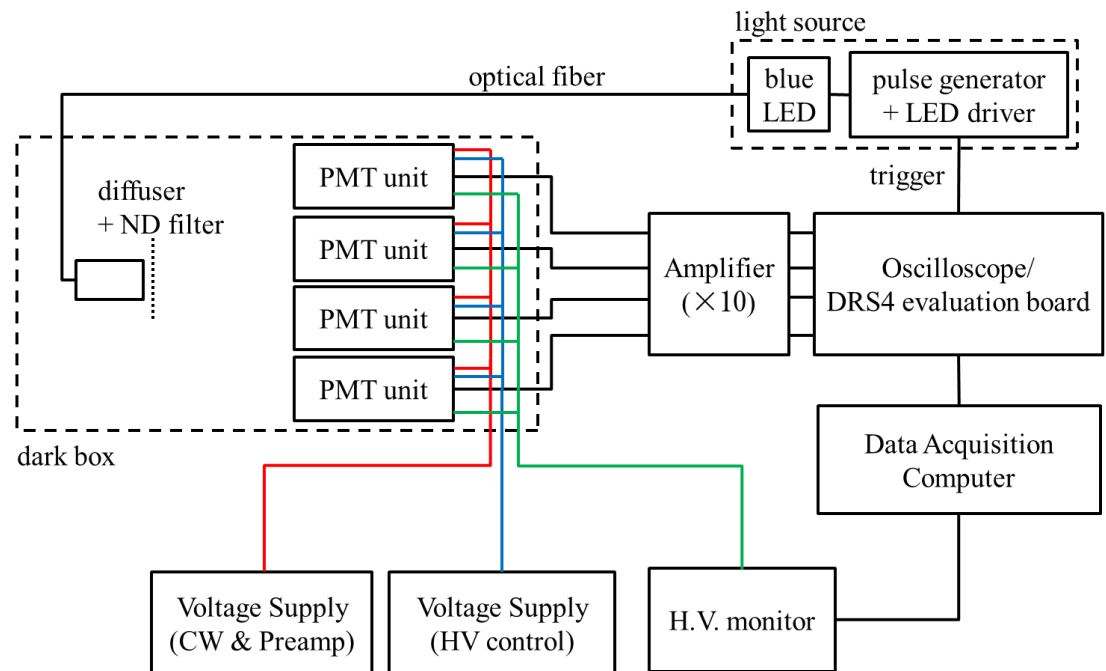 light source
optical fiber
blue
LED
pulse generator
+ LED driver
trigger
diffuser
+ ND filter
PMT unit
PMT unit
PMT unit
PMT unit
Amplifier
(×10)
Oscilloscope/
DRS4 evaluation board
dark box
Data Acquisition
Computer
Voltage Supply
(CW & Preamp)
Voltage Supply
(HV control)
H.V. monitor